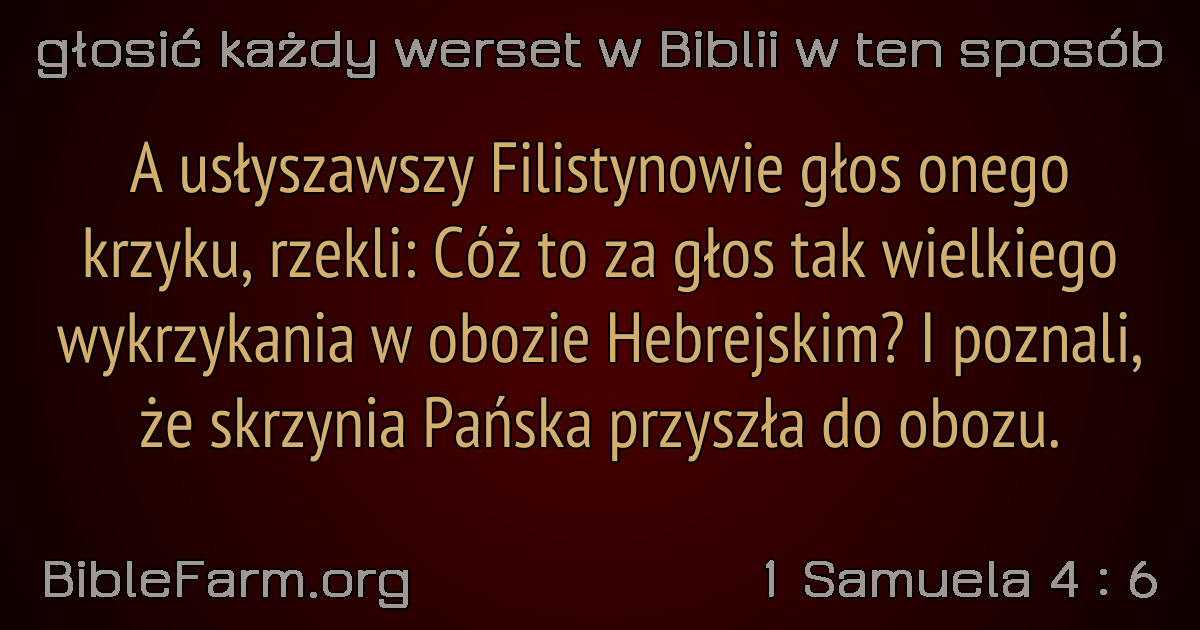 głosić każdy werset w Biblii w ten sposób
A usłyszawszy Filistynowie głos onego
krzyku, rzekli: Cóż to za głos tak wielkiego
wykrzykania w obozie Hebrejskim? I poznali,
że skrzynia Pańska przyszła do obozu.
BibleFarm.org
1 Samuela 4 : 6